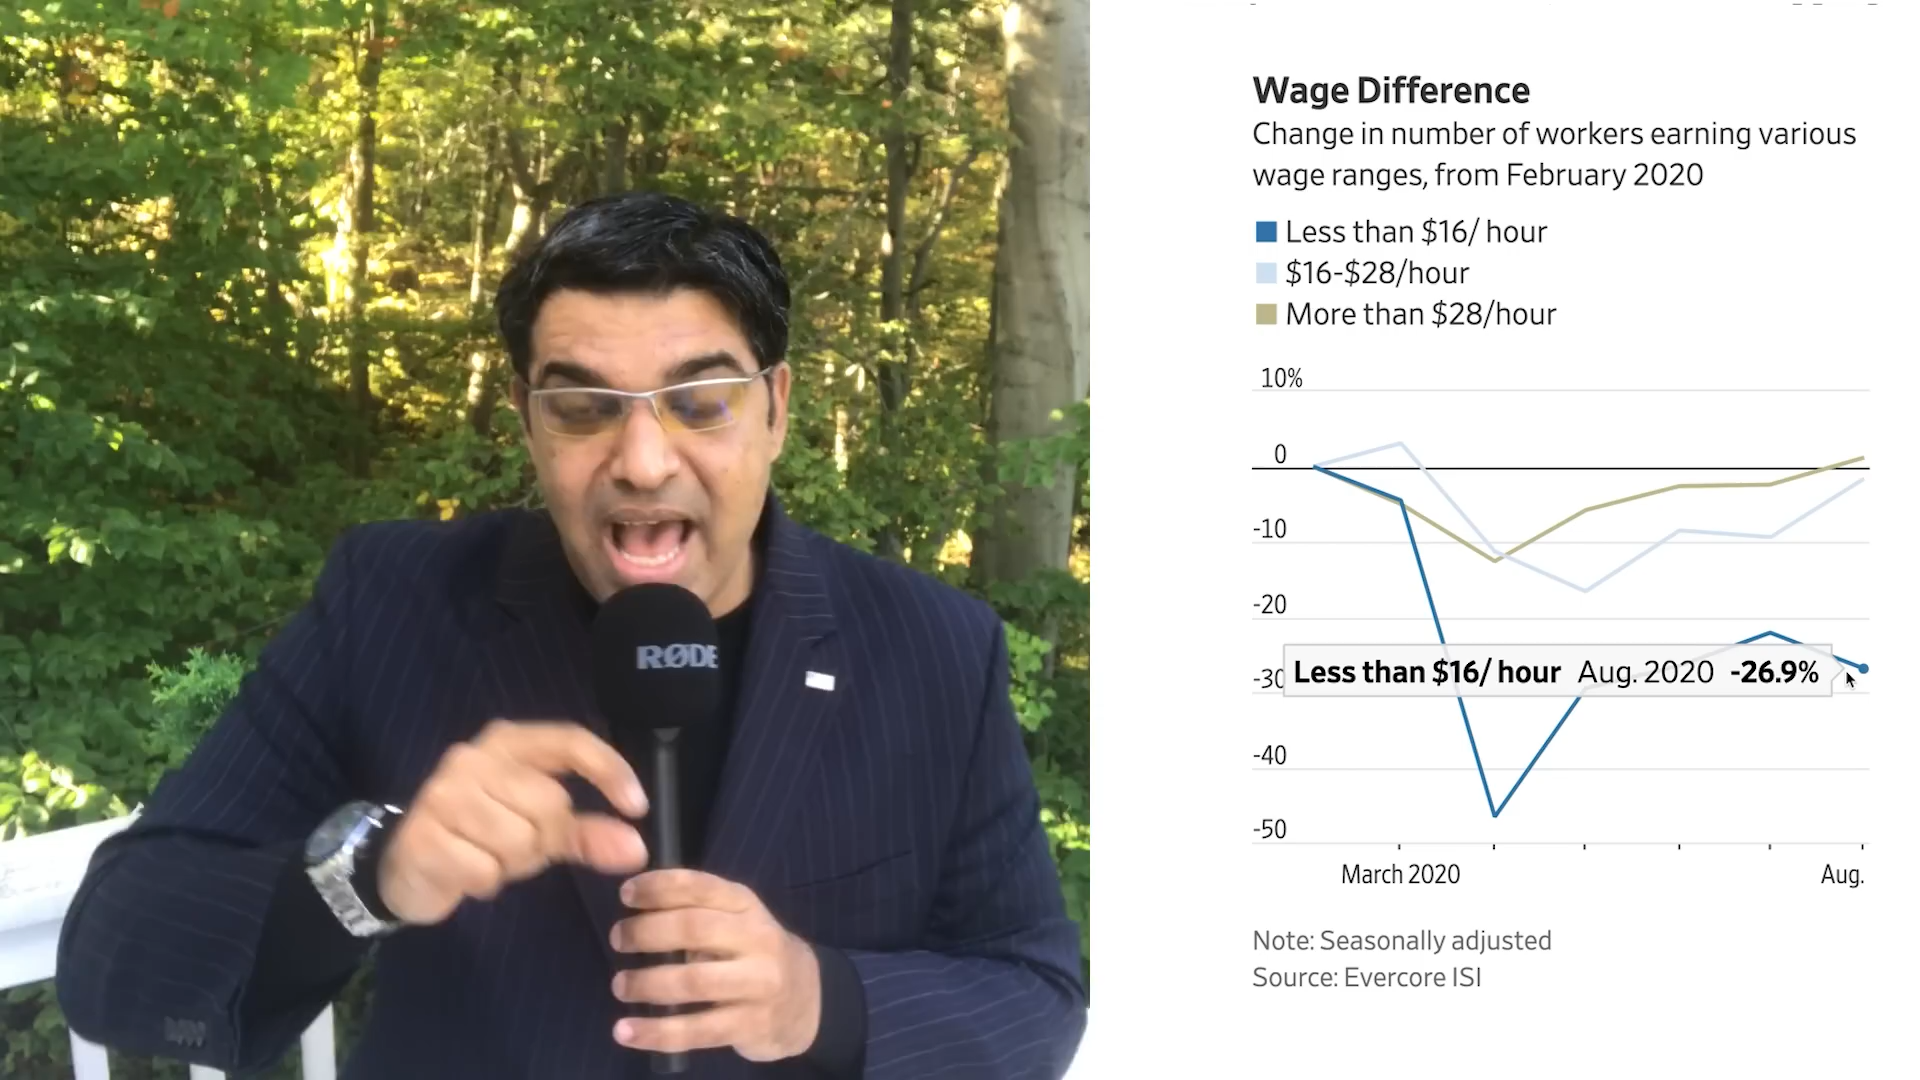 RØDE
Wage Difference
Change in number of workers earning various
wage ranges, from February 2020
Less than $16/ hour
$16-$28/hour
More than $28/hour
10%
0
-10
-20
-30
Less than $16/ hour Aug. 2020 -26.9%
-40
-50
March 2020
Aug.
Note: Seasonally adjusted
Source: Evercore ISI